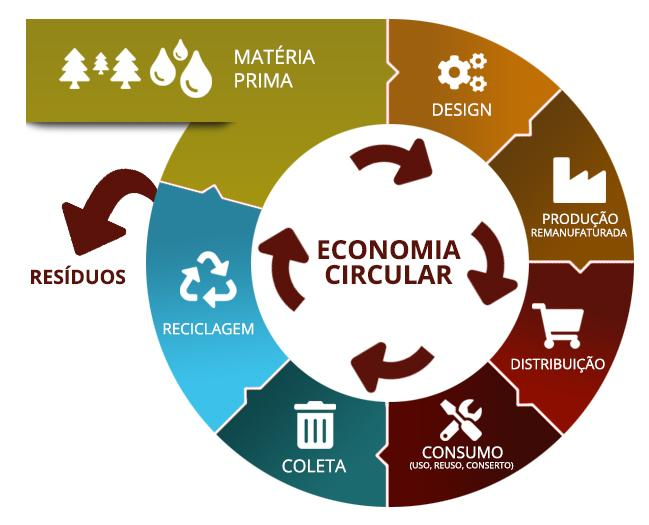 MATÉRIA
PRIMA
DESIGN
PRODUÇÃO
REMANUFATURADA
DISTRIBUIÇÃO
CONSUMO
(USO, REUSO, CONSERTO)
COLETA
RECICLAGEM
RESÍDUOS
ECONOMIA
CIRCULAR